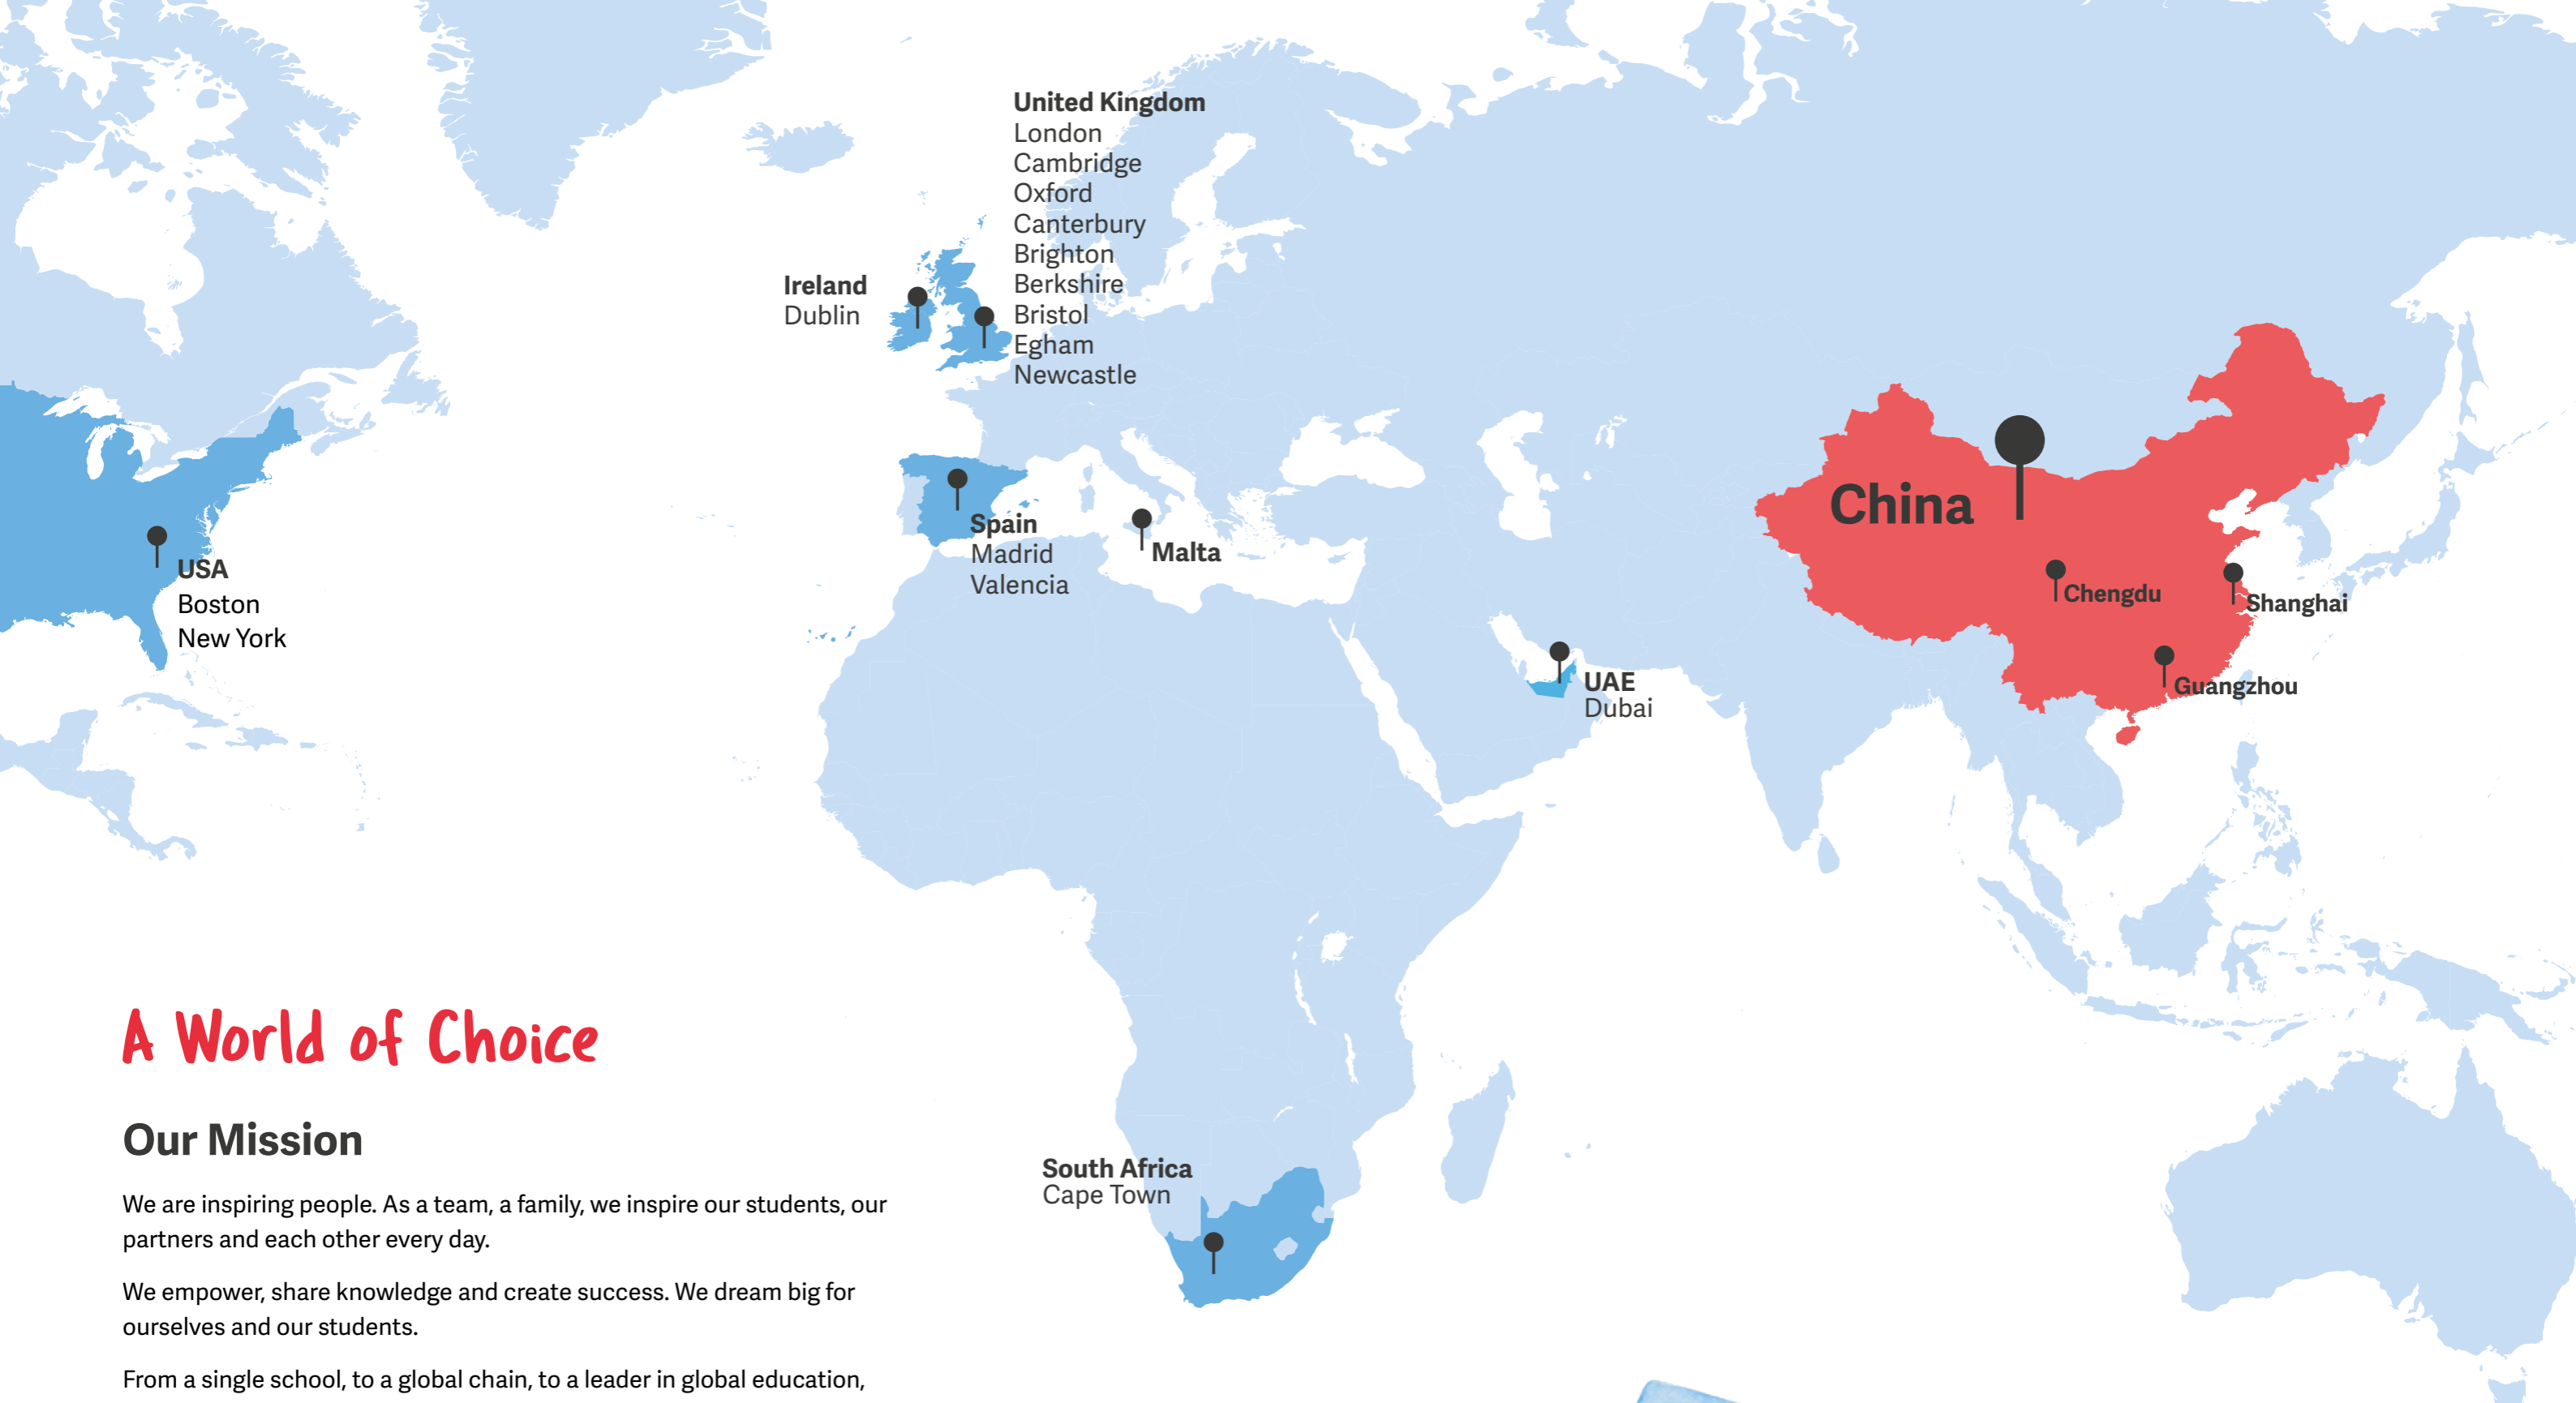 United Kingdom
London
Cambridge
Oxford
Canterbury
Brighton
Berkshire
Bristol
Egham
Newcastle
Ireland
Dublin
Spain
Madrid
Valencia
Malta
USA
Boston
New York
China
Chengdu
Shanghai
Guangzhou
UAE
Dubai
South Africa
Cape Town
A World of Choice
Our Mission
We are inspiring people. As a team, a family, we inspire our students, our
partners and each other every day.
We empower, share knowledge and create success. We dream big for
ourselves and our students.
From a single school, to a global chain, to a leader in global education,